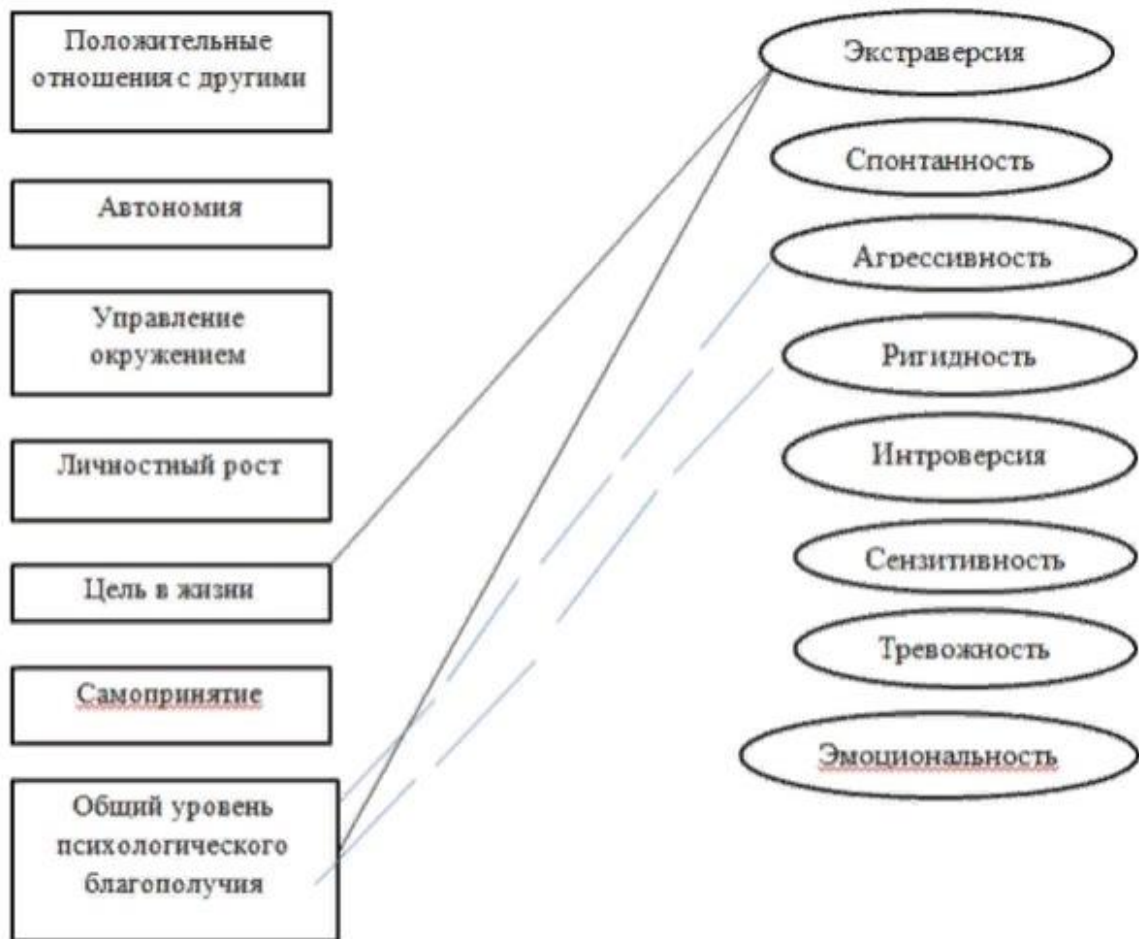 Положительные
отношения с другими
Автономия
Управление
окружением
Личностный рост
Цель в жизни
Самопринятие
Общий уровень
психологического
благополучия
Экстраверсия
Спонтанность
Агрессивность
Ригидность
Интроверсия
Сензитивность
Тревожность
Эмоциональность